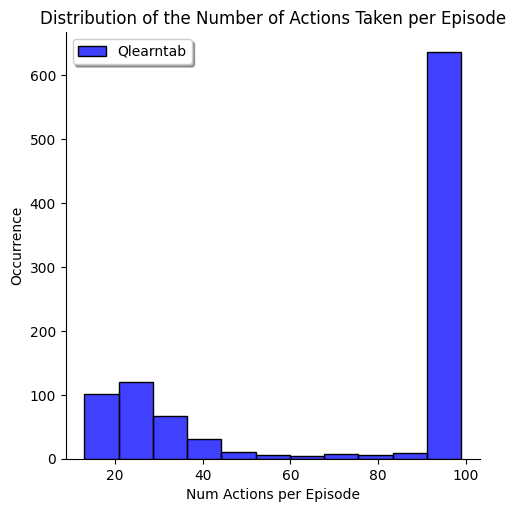 Distribution of the Number of Actions Taken per Episode
Qlearntab
600
500
400
300
200
100
0
Occurrence
20 40 60 80 100
Num Actions per Episode